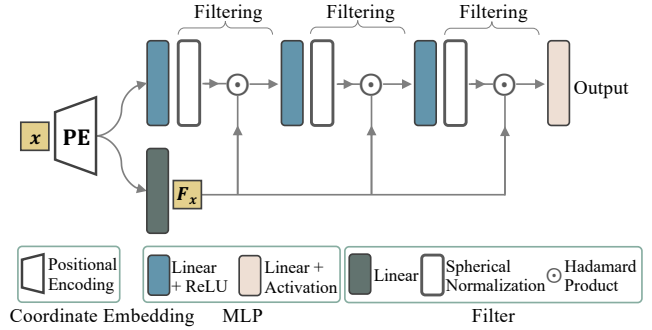 Filtering Filtering Filtering
x PE Output
F_x
Positional Encoding
Linear + ReLU
Linear + Activation
Linear
Spherical Normalization
Hadamard Product
Coordinate Embedding MLP Filter